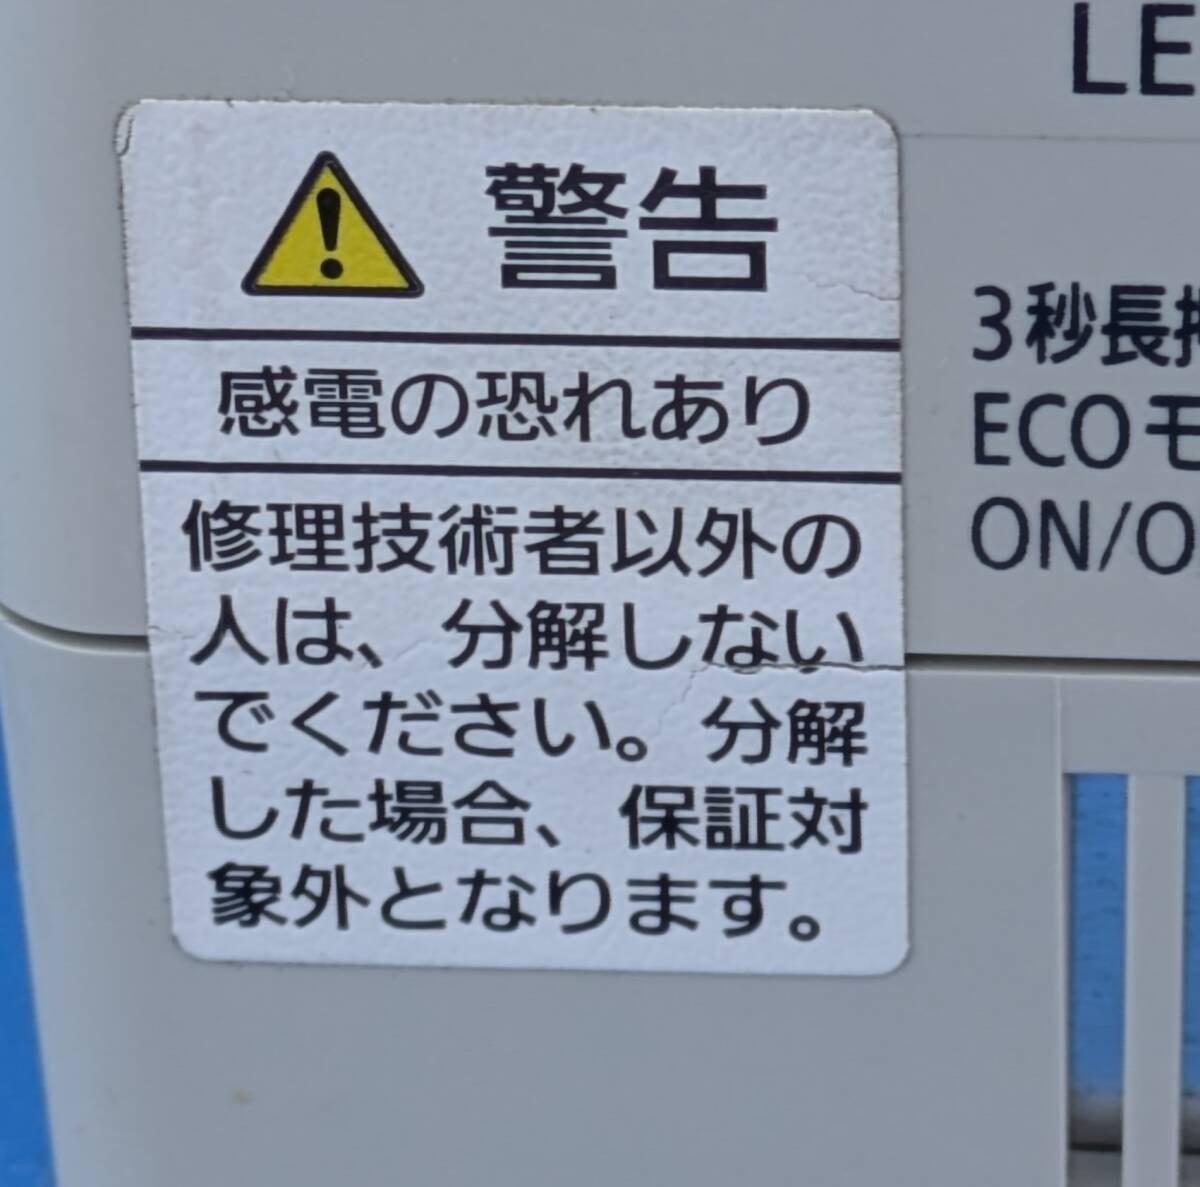 警告
感電の恐れあり
修理技術者以外の
人は、分解しない
でください。分解
した場合、保証対
象外となります。
LE
3秒長押
ECOモ
ON/O